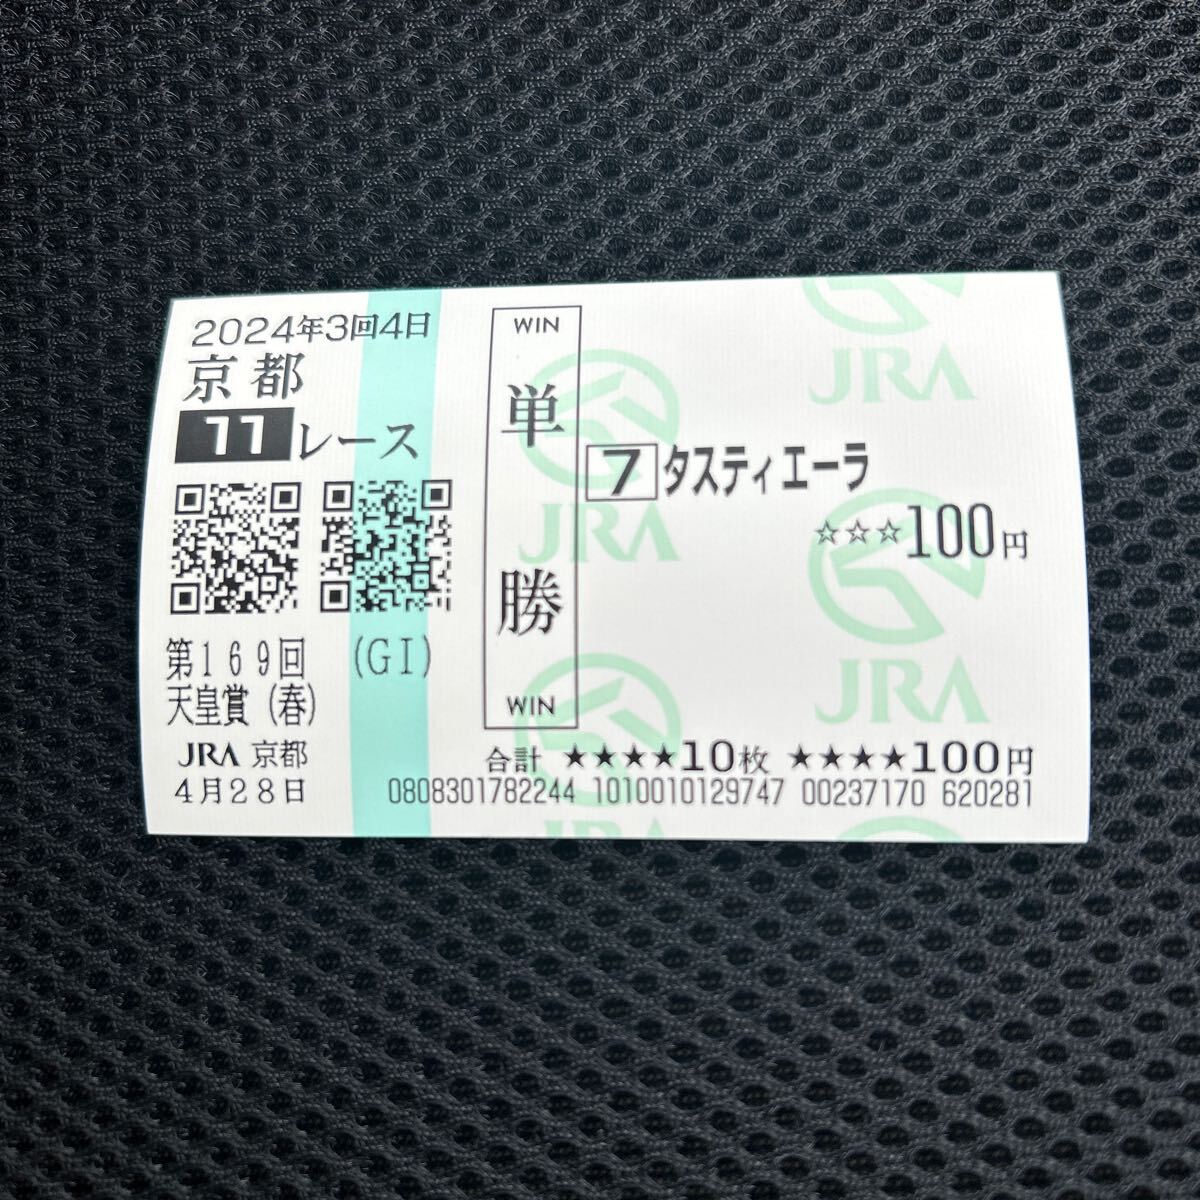 2024年3回4日
京都
11レース
第169回 (GI)
天皇賞(春)
JRA 京都
4月28日
WIN
単勝
WIN
7 タスティエーラ
☆☆☆100円
合計 ★★★★10枚 ★★★★100円
0808301782244 1010010129747 00237170 620281
JRA
JRA
JRA
JRA